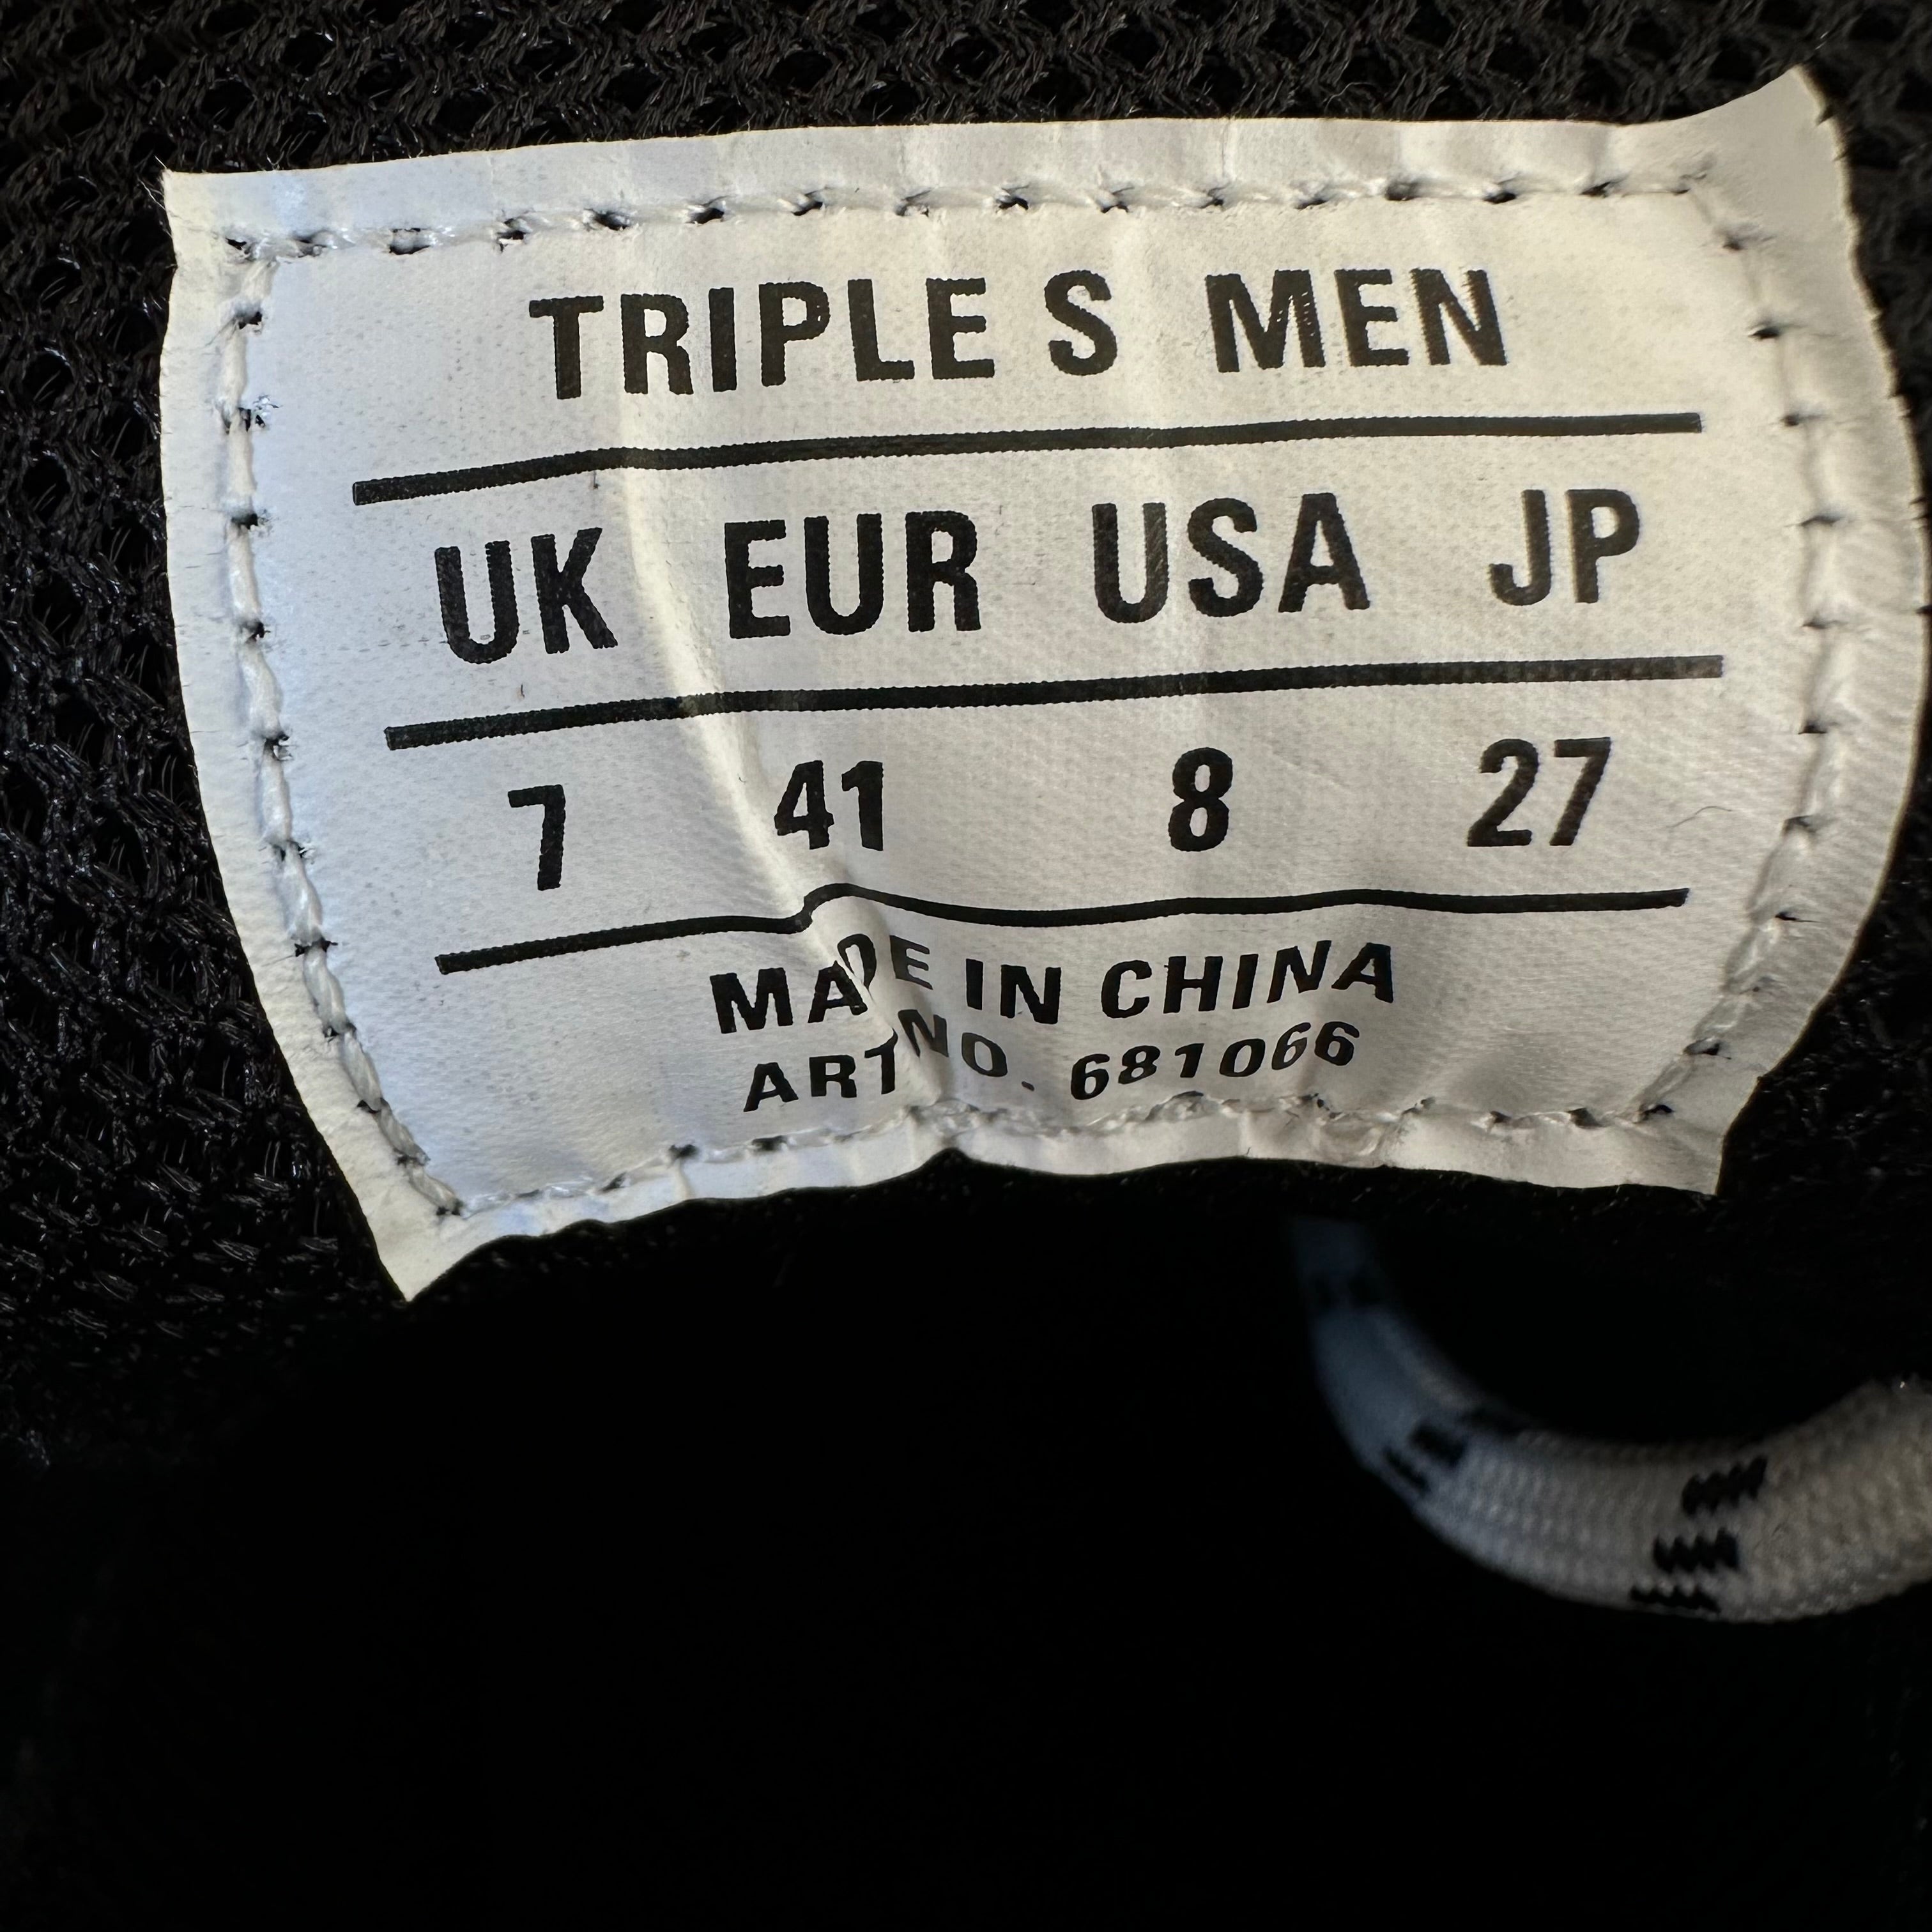 TRIPLE S MEN
UK EUR USA JP
7 41 8 27
MADE IN CHINA
ART NO. 681066